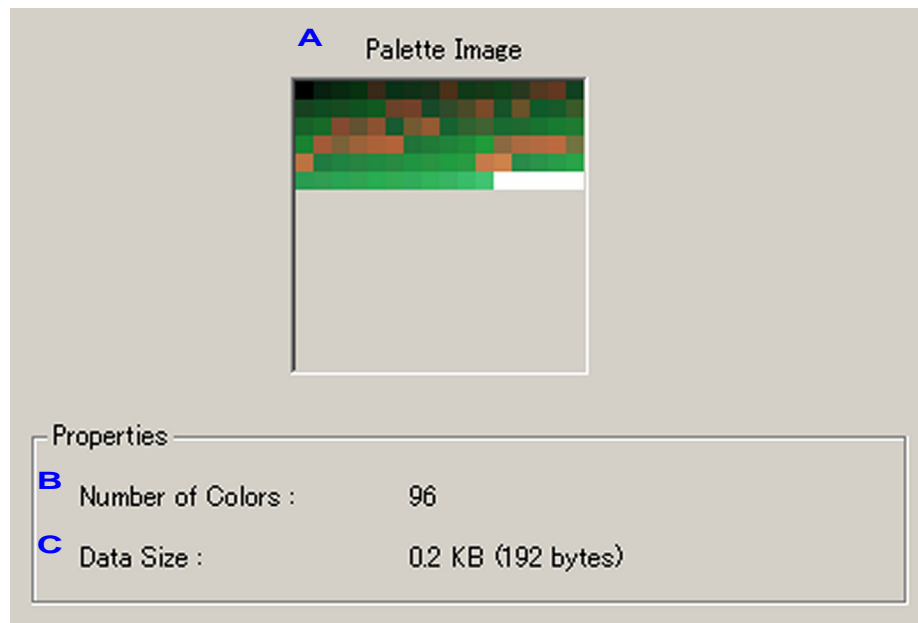 A
Palette Image
Properties
B
Number of Colors : 96
C
Data Size : 0.2 KB (192 bytes)